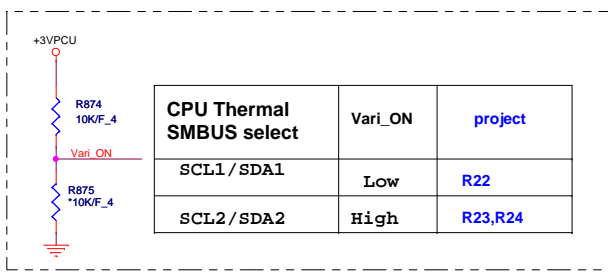 +3VPCU
R874
10K/F_4
Vari_ON
R875
*10K/F_4
CPU Thermal
SMBUS select
Vari_ON
project
SCL1/SDA1
Low
R22
SCL2/SDA2
High
R23,R24